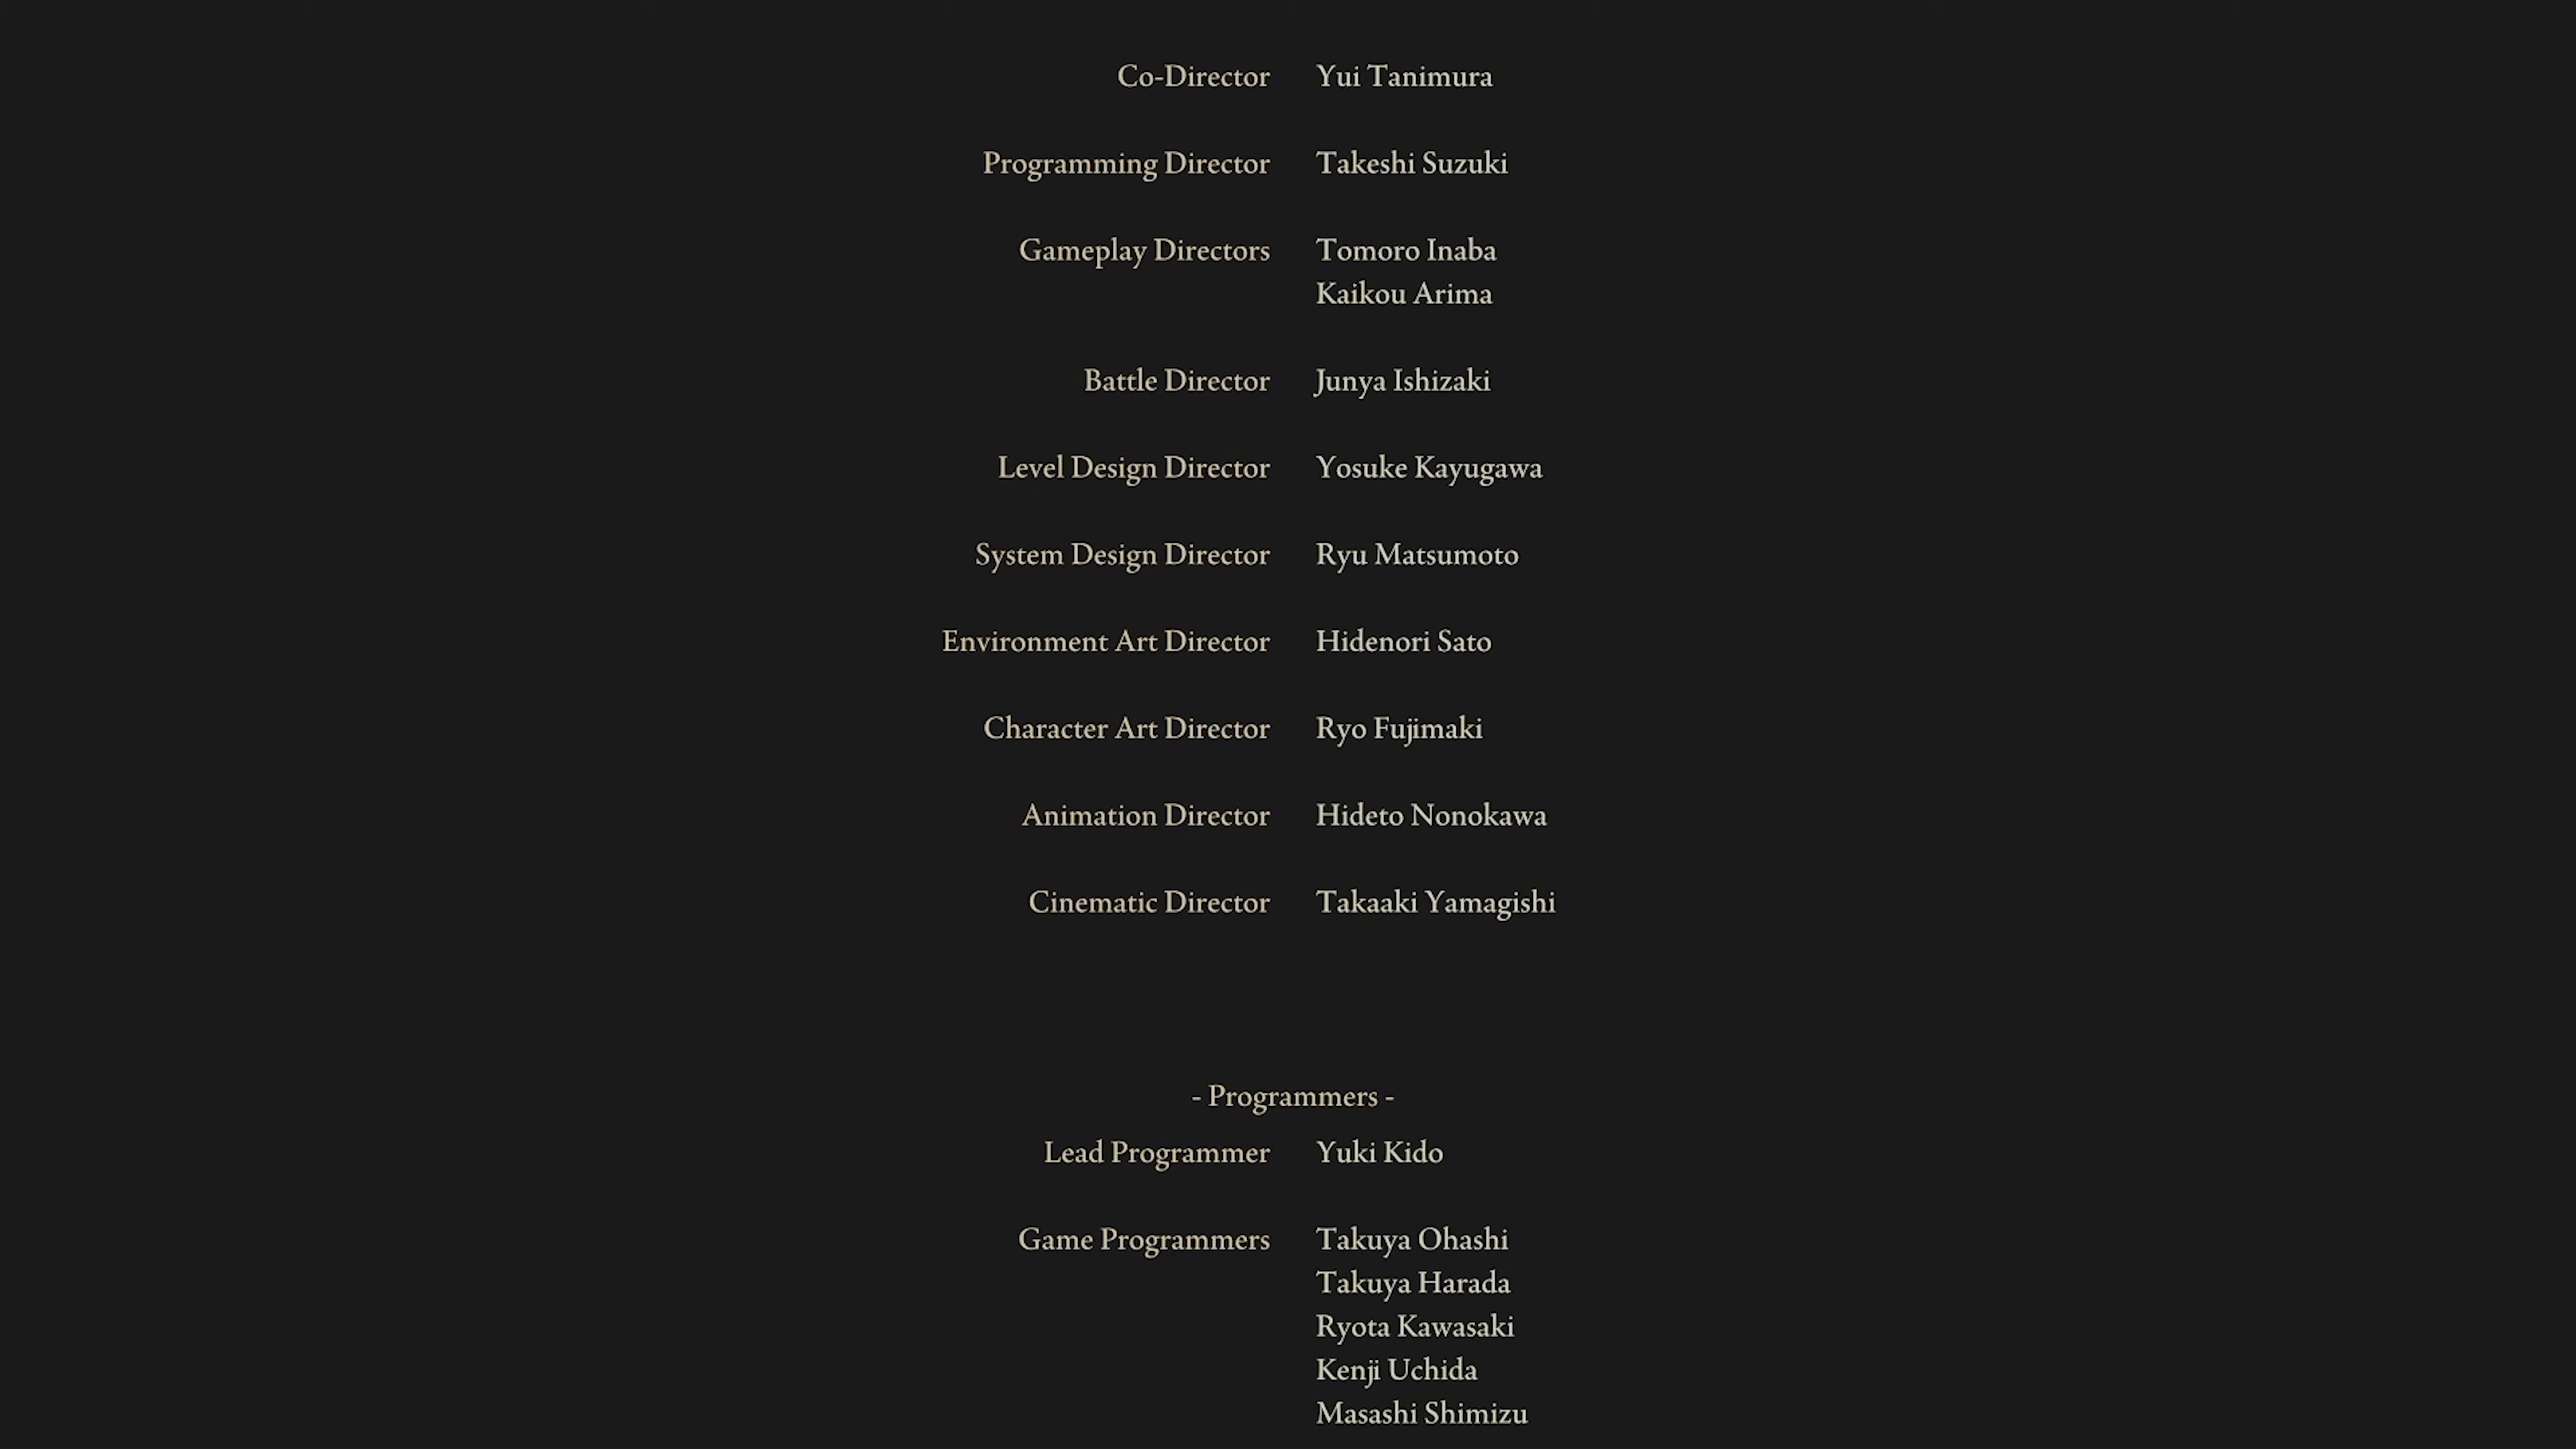 Co-Director Yui Tanimura
Programming Director Takeshi Suzuki
Gameplay Directors Tomoro Inaba
Kaikou Arima
Battle Director Junya Ishizaki
Level Design Director Yosuke Kayugawa
System Design Director Ryu Matsumoto
Environment Art Director Hidenori Sato
Character Art Director Ryo Fujimaki
Animation Director Hideto Nonokawa
Cinematic Director Takaaki Yamagishi
- Programmers -
Lead Programmer Yuki Kido
Game Programmers Takuya Ohashi
Takuya Harada
Ryota Kawasaki
Kenji Uchida
Masashi Shimizu